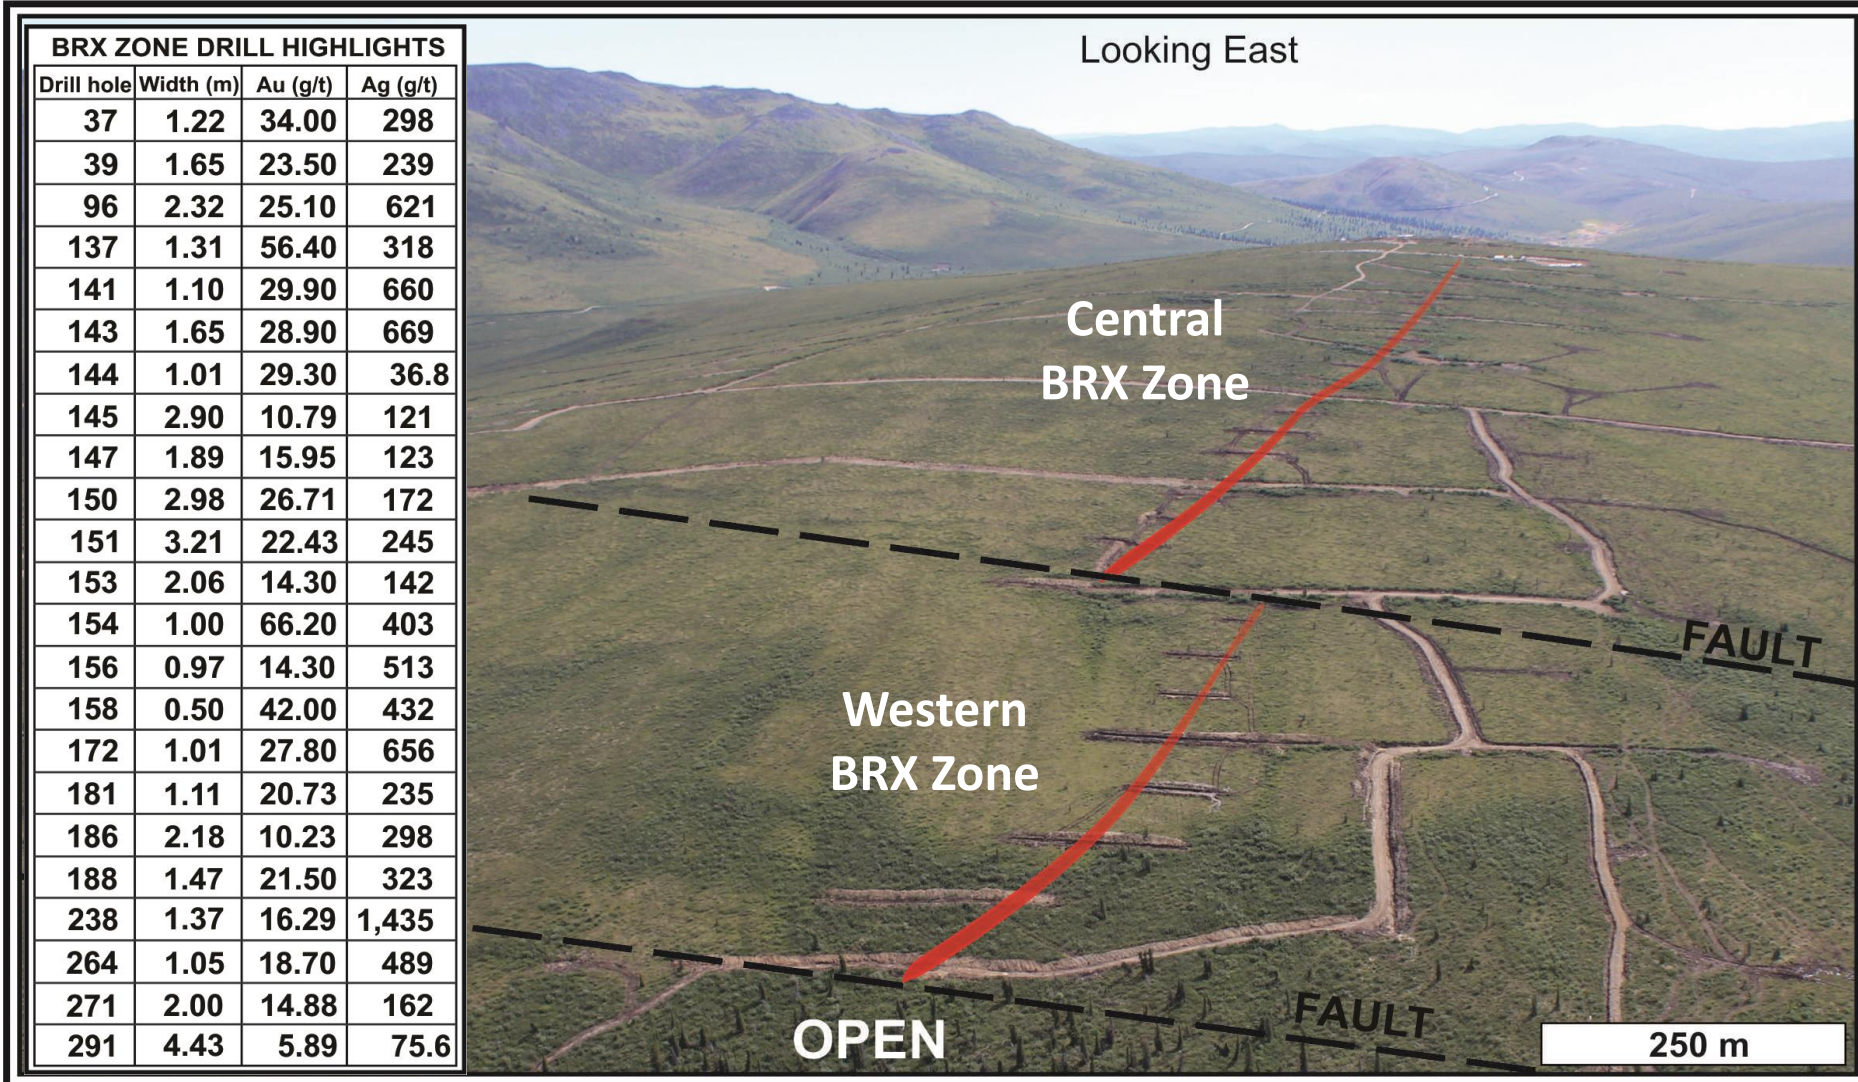 BRX ZONE DRILL HIGHLIGHTS
Drill hole Width (m) Au (g/t) Ag (g/t)
37 1.22 34.00 298
39 1.65 23.50 239
96 2.32 25.10 621
137 1.31 56.40 318
141 1.10 29.90 660
143 1.65 28.90 669
144 1.01 29.30 36.8
145 2.90 10.79 121
147 1.89 15.95 123
150 2.98 26.71 172
151 3.21 22.43 245
153 2.06 14.30 142
154 1.00 66.20 403
156 0.97 14.30 513
158 0.50 42.00 432
172 1.01 27.80 656
181 1.11 20.73 235
186 2.18 10.23 298
188 1.47 21.50 323
238 1.37 16.29 1,435
264 1.05 18.70 489
271 2.00 14.88 162
291 4.43 5.89 75.6
Looking East
Central
BRX Zone
FAULT
Western
BRX Zone
FAULT
OPEN
250 m